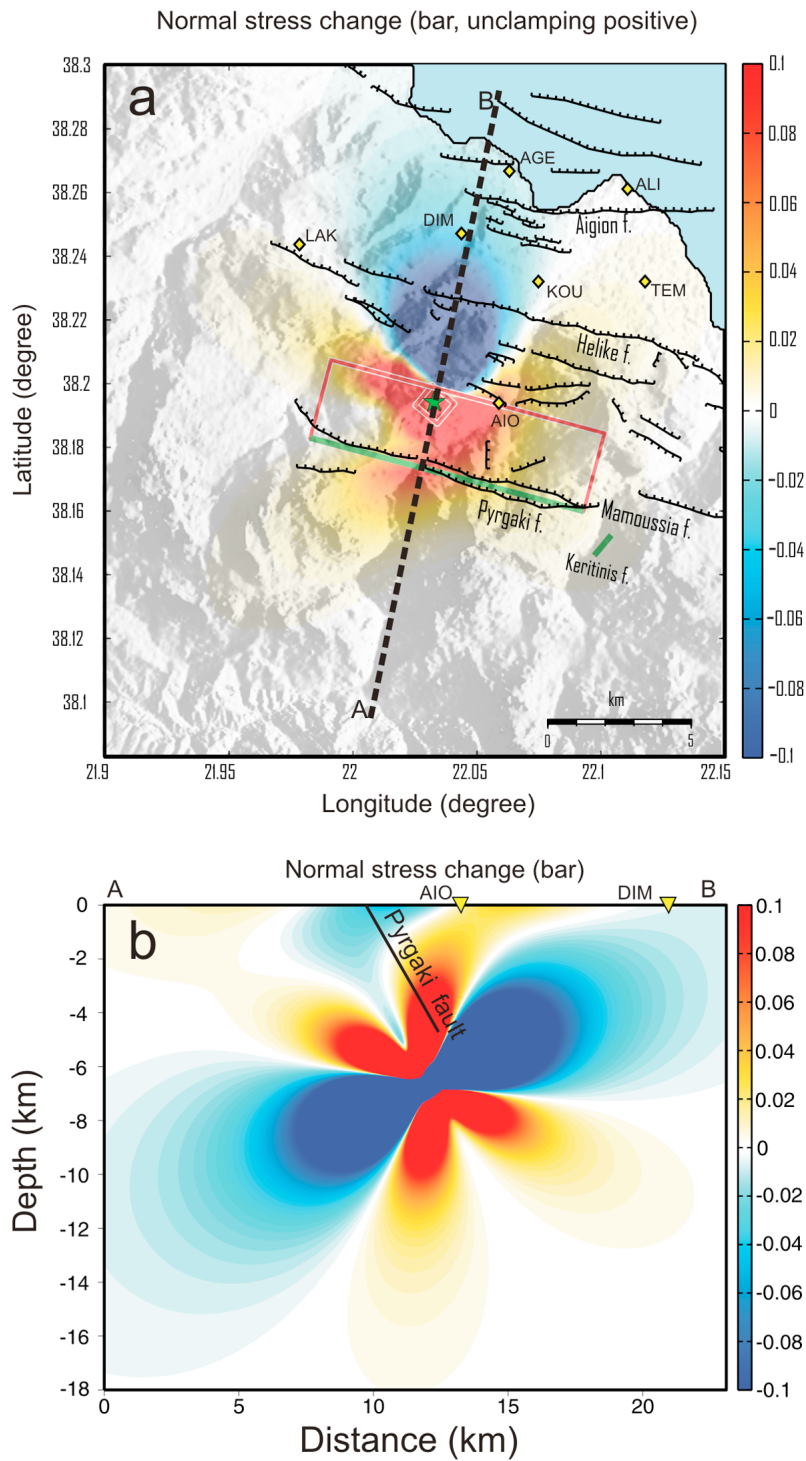 Normal stress change (bar, unclamping positive)
a
B
AGE
ALI
Aigion f.
DIM
LAK
KOU
TEM
Helike f.
AIO
Pyrgaki f.
Mamoussia f.
Keritinis f.
A
km
0 5
38.3
38.28
38.26
38.24
38.22
38.2
38.18
38.16
38.14
38.12
38.1
Latitude (degree)
21.9 21.95 22 22.05 22.1 22.15
Longitude (degree)
0.1
0.08
0.06
0.04
0.02
0
-0.02
-0.04
-0.06
-0.08
-0.1
Normal stress change (bar)
A AIO DIM B
b
Pyrgaki fault
0
-2
-4
-6
-8
-10
-12
-14
-16
-18
Depth (km)
0 5 10 15 20
Distance (km)
0.1
0.08
0.06
0.04
0.02
0
-0.02
-0.04
-0.06
-0.08
-0.1